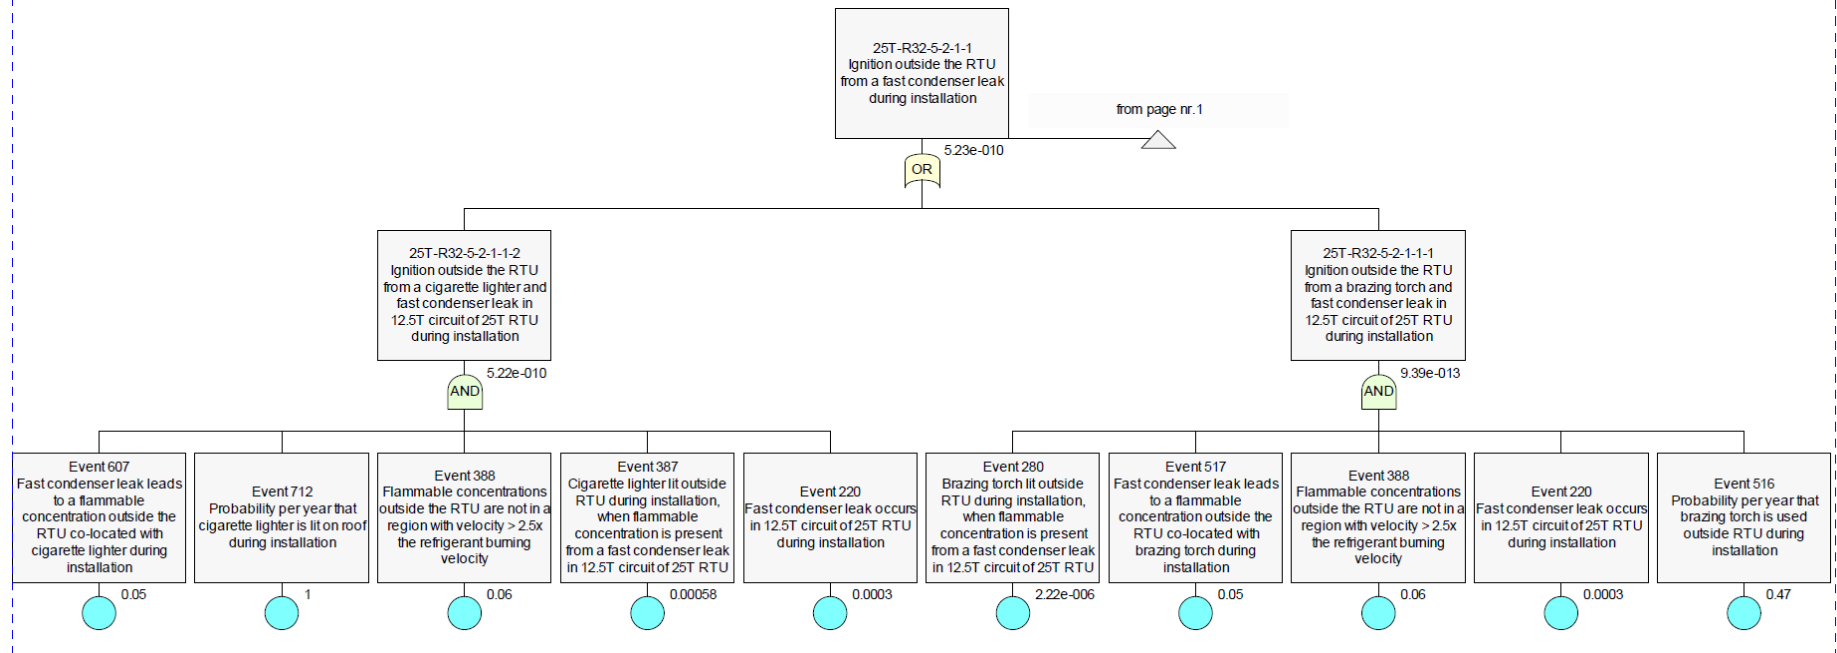 25T-R32-5-2-1-1
Ignition outside the RTU
from a fast condenser leak
during installation
from page nr.1
5.23e-010
OR
25T-R32-5-2-1-1-2
Ignition outside the RTU
from a cigarette lighter and
fast condenser leak in
12.5T circuit of 25T RTU
during installation
5.22e-010
AND
25T-R32-5-2-1-1-1
Ignition outside the RTU
from a brazing torch and
fast condenser leak in
12.5T circuit of 25T RTU
during installation
9.39e-013
AND
Event 607
Fast condenser leak leads
to a flammable
concentration outside the
RTU co-located with
cigarette lighter during
installation
0.05
Event 712
Probability per year that
cigarette lighter is lit on roof
during installation
1
Event 388
Flammable concentrations
outside the RTU are not in a
region with velocity > 2.5x
the refrigerant burning
velocity
0.06
Event 387
Cigarette lighter lit outside
RTU during installation,
when flammable
concentration is present
from a fast condenser leak
in 12.5T circuit of 25T RTU
0.00058
Event 220
Fast condenser leak occurs
in 12.5T circuit of 25T RTU
during installation
0.0003
Event 280
Brazing torch lit outside
RTU during installation,
when flammable
concentration is present
from a fast condenser leak
in 12.5T circuit of 25T RTU
2.22e-006
Event 517
Fast condenser leak leads
to a flammable
concentration outside the
RTU co-located with
brazing torch during
installation
0.05
Event 388
Flammable concentrations
outside the RTU are not in a
region with velocity > 2.5x
the refrigerant burning
velocity
0.06
Event 220
Fast condenser leak occurs
in 12.5T circuit of 25T RTU
during installation
0.0003
Event 516
Probability per year that
brazing torch is used
outside RTU during
installation
0.47